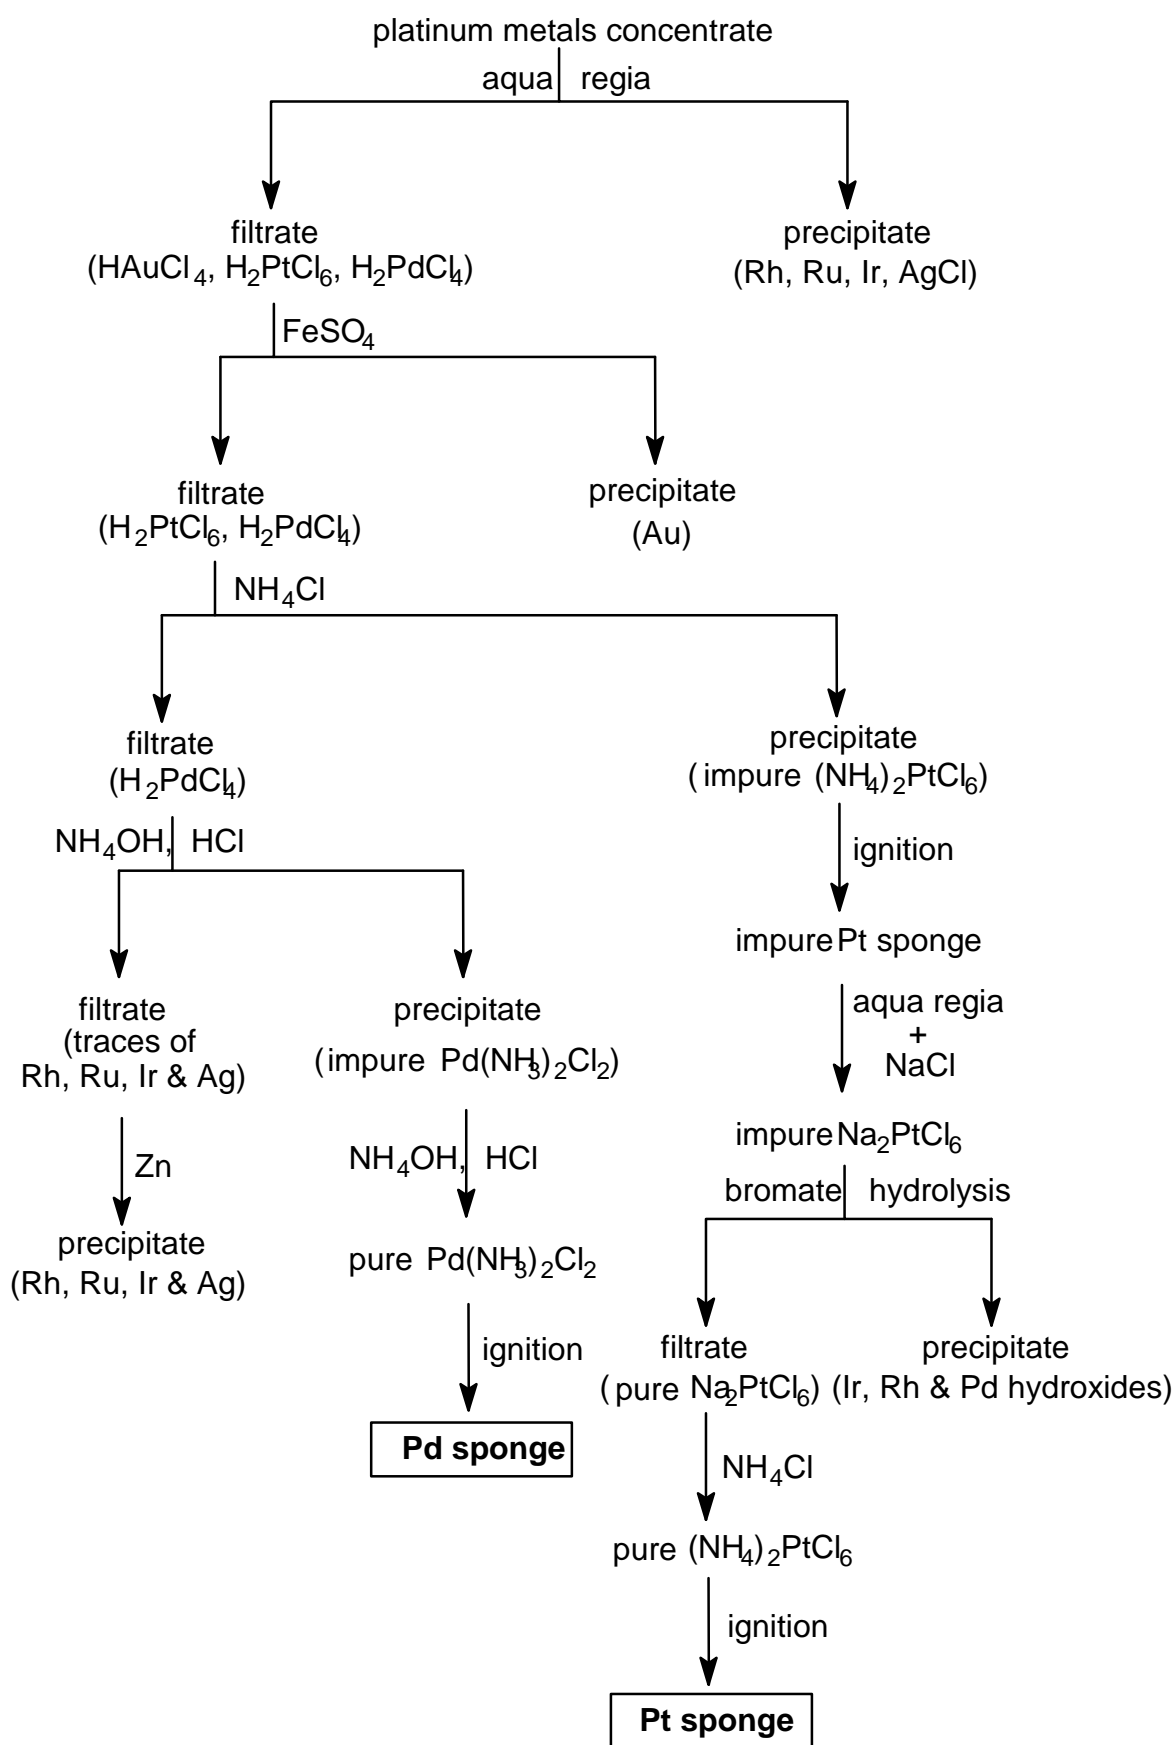 platinum metals concentrate
aqua regia
filtrate
(HAuCl4, H2PtCl6, H2PdCl4)
precipitate
(Rh, Ru, Ir, AgCl)
FeSO4
filtrate
(H2PtCl6, H2PdCl4)
precipitate
(Au)
NH4Cl
filtrate
(H2PdCl4)
precipitate
(impure (NH4)2PtCl6)
NH4OH, HCl
ignition
impure Pt sponge
filtrate
(traces of
Rh, Ru, Ir & Ag)
precipitate
(impure Pd(NH3)2Cl2)
aqua regia
+
NaCl
Zn
NH4OH, HCl
impure Na2PtCl6
bromate hydrolysis
precipitate
(Rh, Ru, Ir & Ag)
pure Pd(NH3)2Cl2
ignition
filtrate
(pure Na2PtCl6)
precipitate
(Ir, Rh & Pd hydroxides)
Pd sponge
NH4Cl
pure (NH4)2PtCl6
ignition
Pt sponge